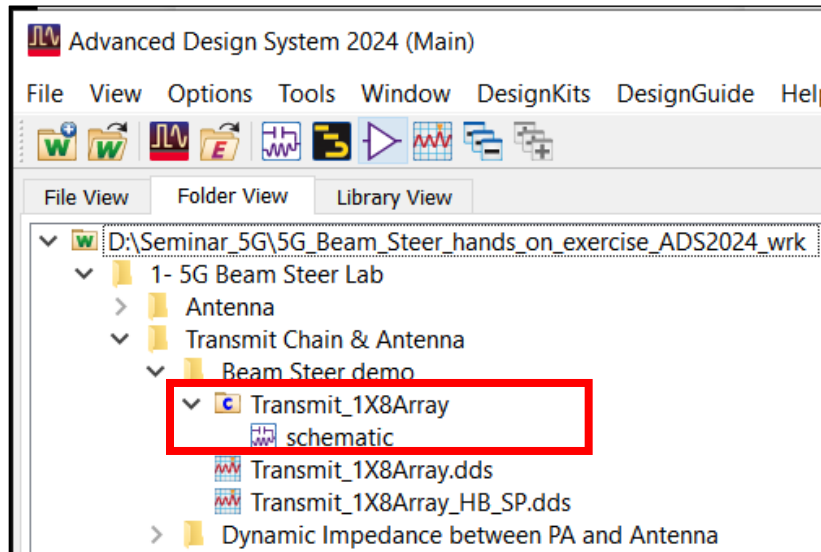 Advanced Design System 2024 (Main)
File View Options Tools Window DesignKits DesignGuide Help
W W E
File View Folder View Library View
W D:\Seminar_5G\5G_Beam_Steer_hands_on_exercise_ADS2024_wrk
1- 5G Beam Steer Lab
Antenna
Transmit Chain & Antenna
Beam Steer demo
C Transmit_1X8Array
schematic
Transmit_1X8Array.dds
Transmit_1X8Array_HB_SP.dds
Dynamic Impedance between PA and Antenna